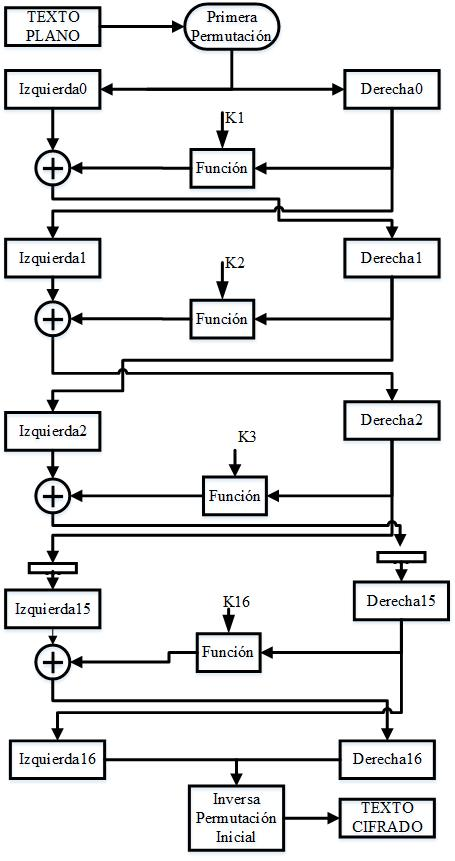 TEXTO
PLANO
Primera
Permutación
Izquierda0
Derecha0
K1
Función
Izquierda1
Derecha1
K2
Función
Izquierda2
Derecha2
K3
Función
Izquierda15
Derecha15
K16
Función
Izquierda16
Derecha16
Inversa
Permutación
Inicial
TEXTO
CIFRADO